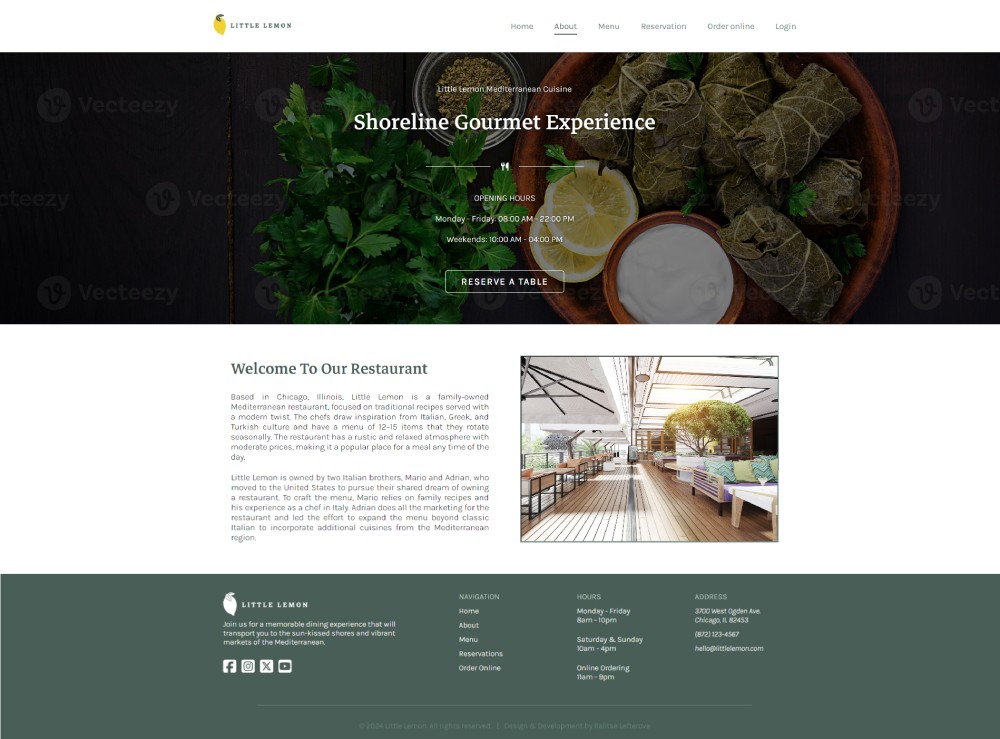 LITTLE LEMON
Home About Menu Reservation Order online Login
Little Lemon Mediterranean Cuisine
Shoreline Gourmet Experience
OPENING HOURS
Monday - Friday: 08:00 AM - 22:00 PM
Weekends: 10:00 AM - 04:00 PM
RESERVE A TABLE
Vecteezy
Vecteezy
Vecteezy
Vecteezy
Welcome To Our Restaurant
Based in Chicago, Illinois, Little Lemon is a family-owned
Mediterranean restaurant, focused on traditional recipes served with
a modern twist. The chefs draw inspiration from Italian, Greek, and
Turkish culture and have a menu of 12-15 items that they rotate
seasonally. The restaurant has a rustic and relaxed atmosphere with
moderate prices, making it a popular place for a meal any time of the
day.
Little Lemon is owned by two Italian brothers, Mario and Adrian, who
moved to the United States to pursue their shared dream of owning
a restaurant. To craft the menu, Mario relies on family recipes and
his experience as a chef in Italy. Adrian does all the marketing for the
restaurant and led the effort to expand the menu beyond classic
Italian to incorporate additional cuisines from the Mediterranean
region.
LITTLE LEMON
Join us for a memorable dining experience that will
transport you to the sun-kissed shores and vibrant
markets of the Mediterranean.
NAVIGATION
Home
About
Menu
Reservations
Order Online
HOURS
Monday - Friday
8am - 10pm
Saturday & Sunday
10am - 4pm
Online Ordering
11am - 9pm
ADDRESS
3700 West Ogden Ave.
Chicago, IL 82453
(872) 123-4567
hello@littlelemon.com
© 2024 Little Lemon. All rights reserved | Design & Development by